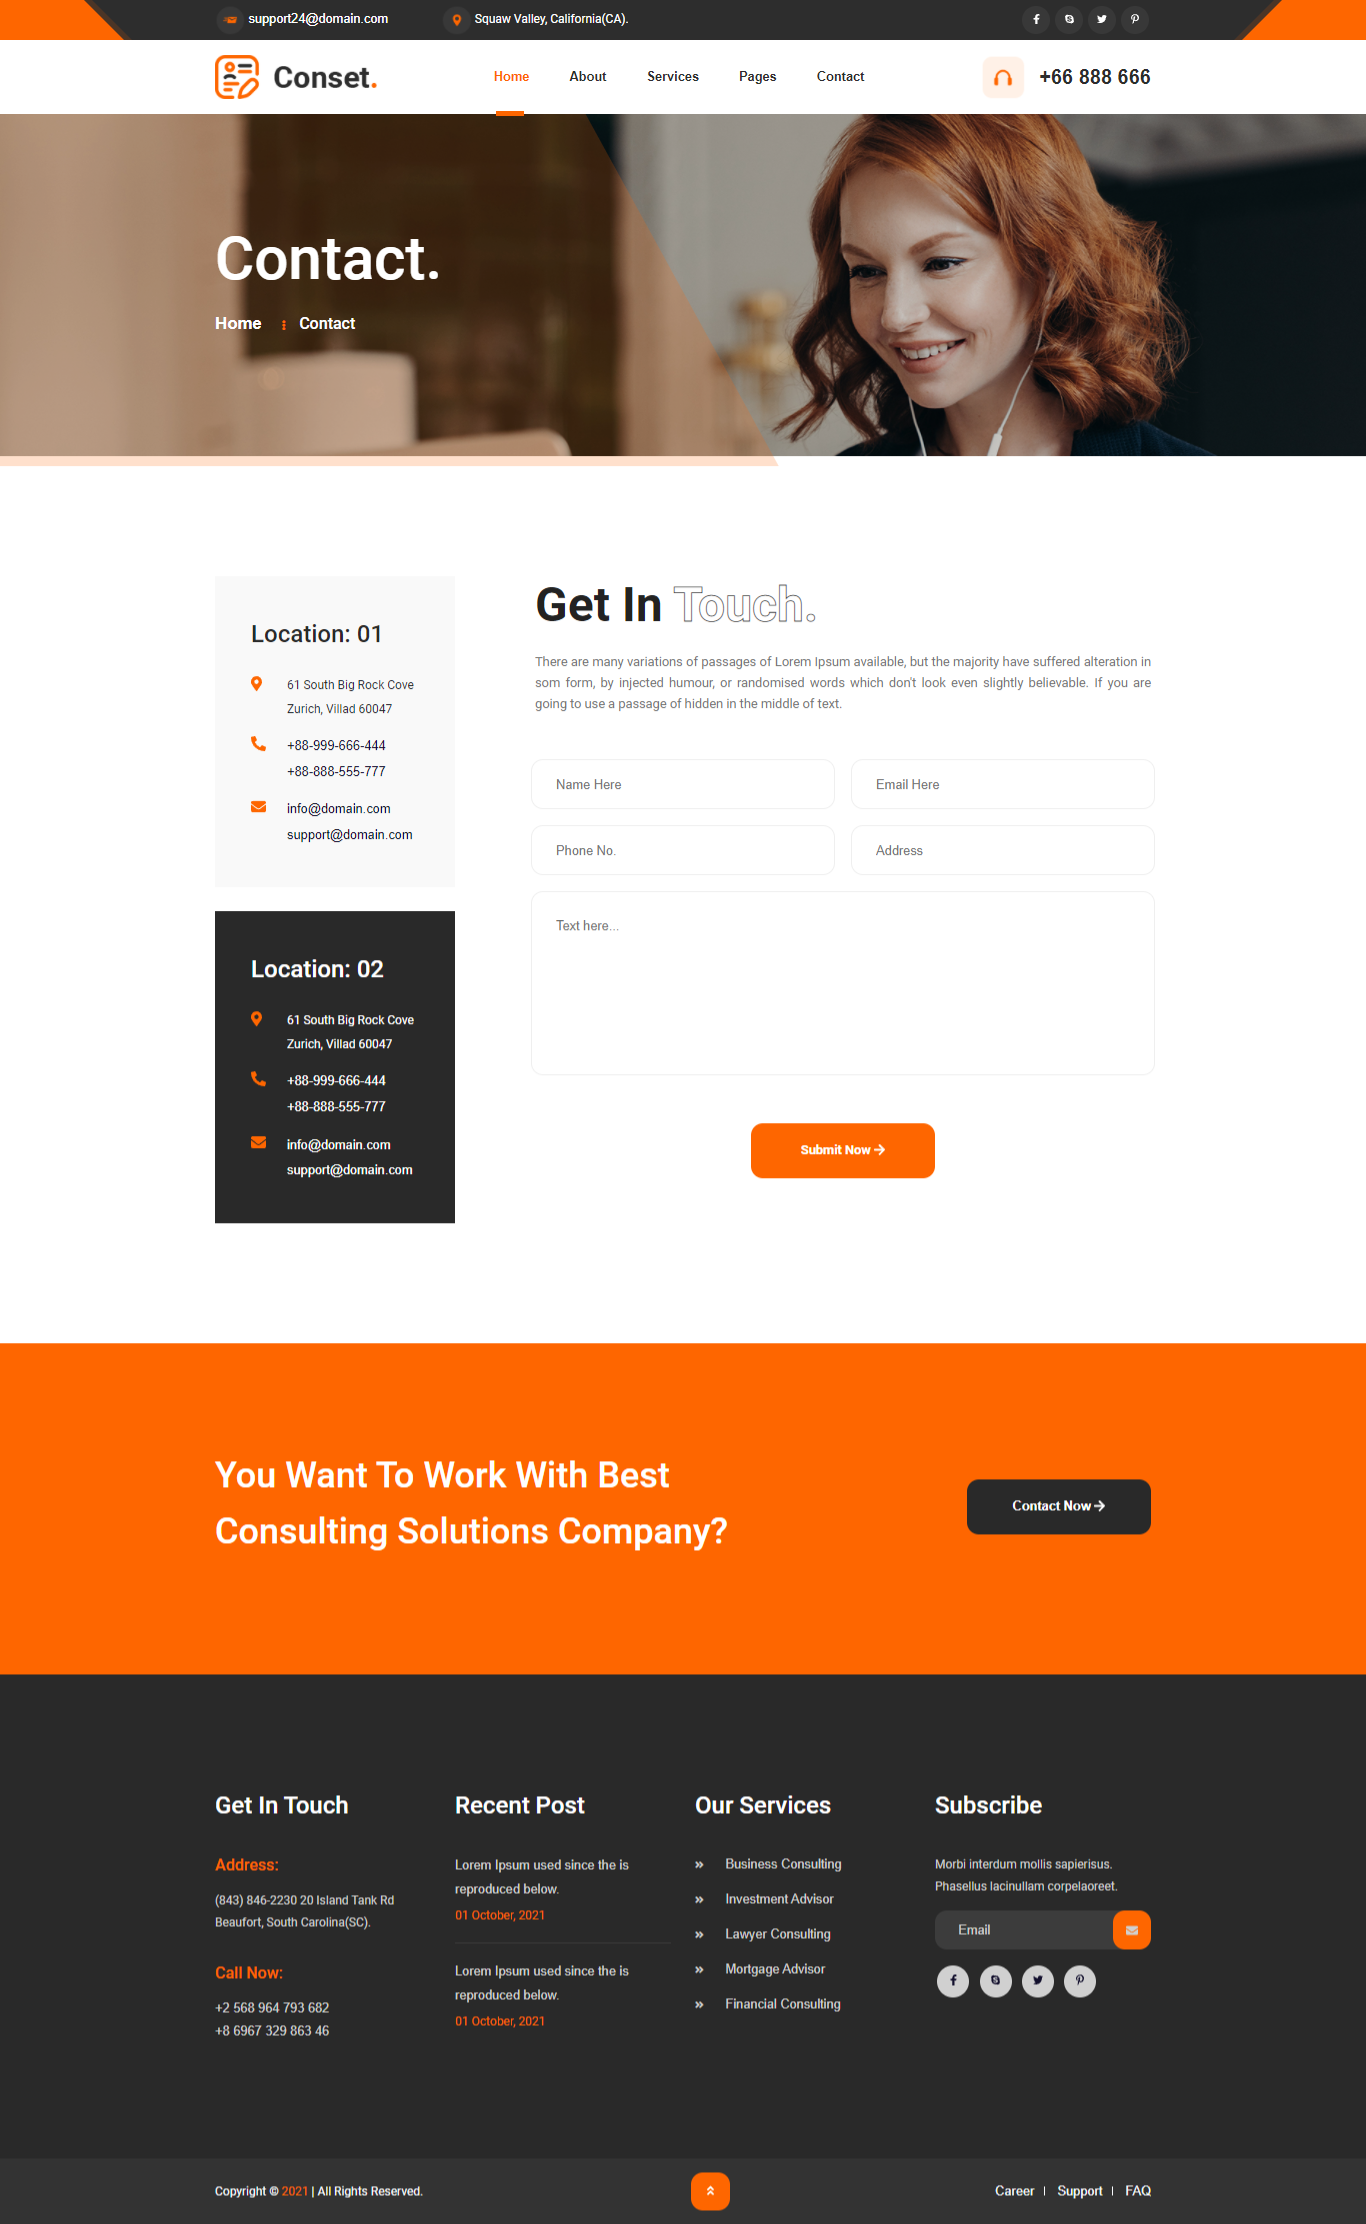 support24@domain.com
Squaw Valley, California(CA).
Conset.
Home
About
Services
Pages
Contact
+66 888 666
Contact.
Home
Contact
Location: 01
61 South Big Rock Cove
Zurich, Villad 60047
+88-999-666-444
+88-888-555-777
info@domain.com
support@domain.com
Location: 02
61 South Big Rock Cove
Zurich, Villad 60047
+88-999-666-444
+88-888-555-777
info@domain.com
support@domain.com
Get In Touch.
There are many variations of passages of Lorem Ipsum available, but the majority have suffered alteration in
som form, by injected humour, or randomised words which don't look even slightly believable. If you are
going to use a passage of hidden in the middle of text.
Name Here
Email Here
Phone No.
Address
Text here...
Submit Now
You Want To Work With Best
Consulting Solutions Company?
Contact Now
Get In Touch
Address:
(843) 846-2230 20 Island Tank Rd
Beaufort, South Carolina(SC).
Call Now:
+2 568 964 793 682
+8 6967 329 863 46
Recent Post
Lorem Ipsum used since the is
reproduced below.
01 October, 2021
Lorem Ipsum used since the is
reproduced below.
01 October, 2021
Our Services
Business Consulting
Investment Advisor
Lawyer Consulting
Mortgage Advisor
Financial Consulting
Subscribe
Morbi interdum mollis sapierisus.
Phasellus lacinullam corpelaoreet.
Email
Copyright © 2021 | All Rights Reserved.
Career | Support | FAQ